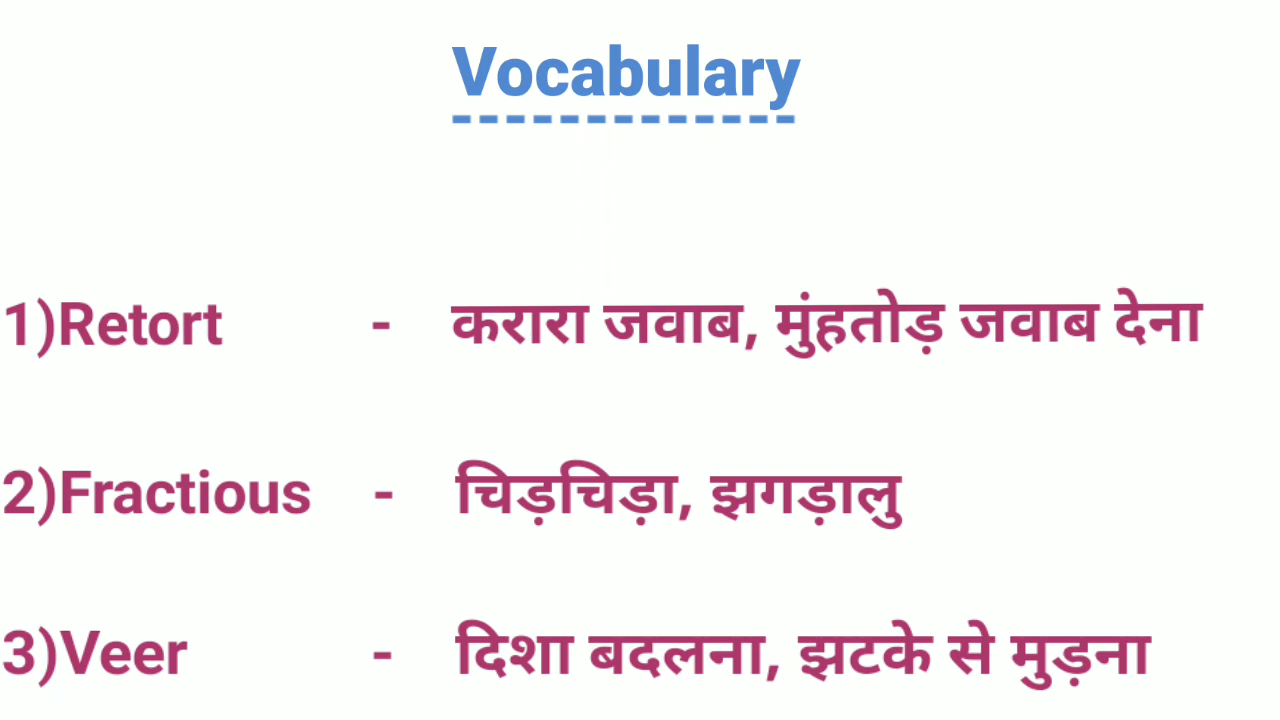 Vocabulary
1)Retort - करारा जवाब, मुंहतोड़ जवाब देना
2)Fractious - चिड़चिड़ा, झगड़ालु
3)Veer - दिशा बदलना, झटके से मुड़ना